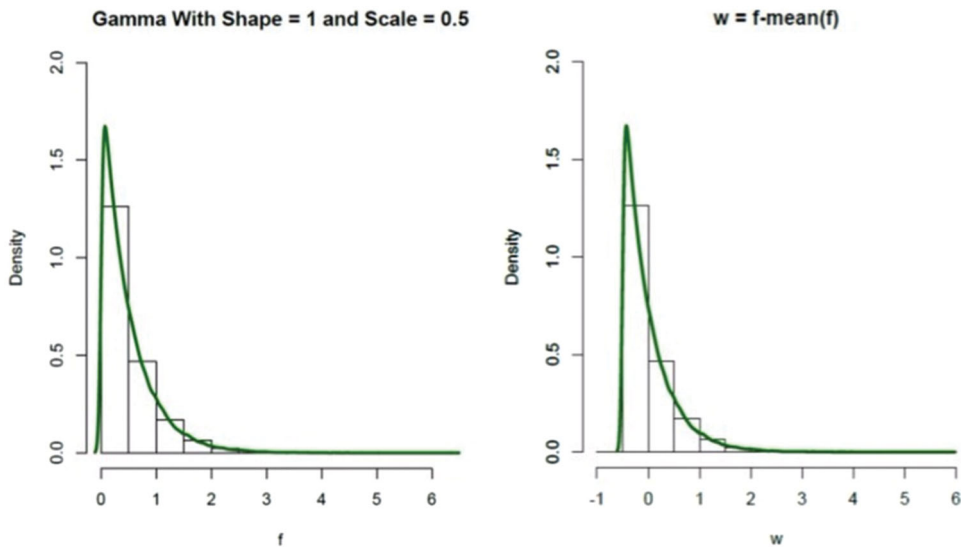 Gamma With Shape = 1 and Scale = 0.5
Density
2.0
1.5
1.0
0.5
0.0
0 1 2 3 4 5 6
f
w = f-mean(f)
Density
2.0
1.5
1.0
0.5
0.0
-1 0 1 2 3 4 5 6
w